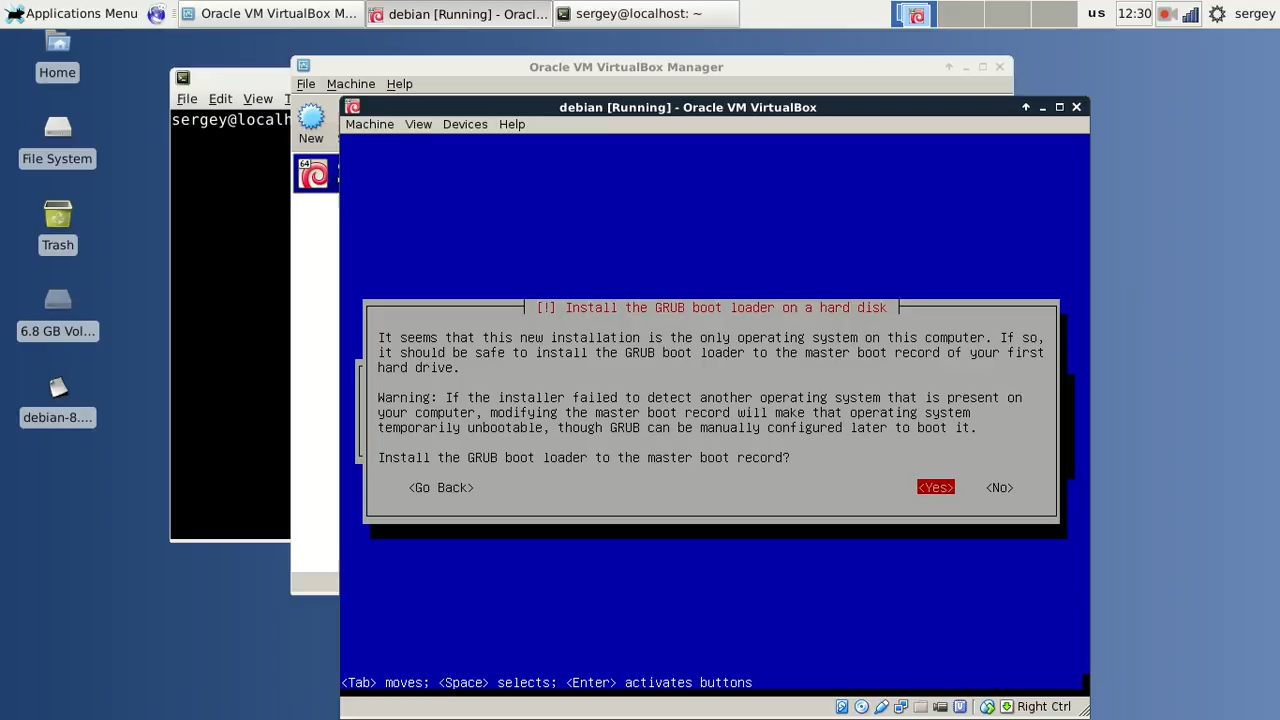 Applications Menu
Oracle VM VirtualBox M...
debian [Running] - Oracl...
sergey@localhost: ~
us
12:30
sergey
Home
File System
Trash
6.8 GB Vol...
debian-8....
File Edit View T
sergey@localh
Oracle VM VirtualBox Manager
File Machine Help
New
64
debian [Running] - Oracle VM VirtualBox
Machine View Devices Help
[!] Install the GRUB boot loader on a hard disk
It seems that this new installation is the only operating system on this computer. If so,
it should be safe to install the GRUB boot loader to the master boot record of your first
hard drive.
Warning: If the installer failed to detect another operating system that is present on
your computer, modifying the master boot record will make that operating system
temporarily unbootable, though GRUB can be manually configured later to boot it.
Install the GRUB boot loader to the master boot record?
<Go Back> <Yes> <No>
<Tab> moves; <Space> selects; <Enter> activates buttons
Right Ctrl